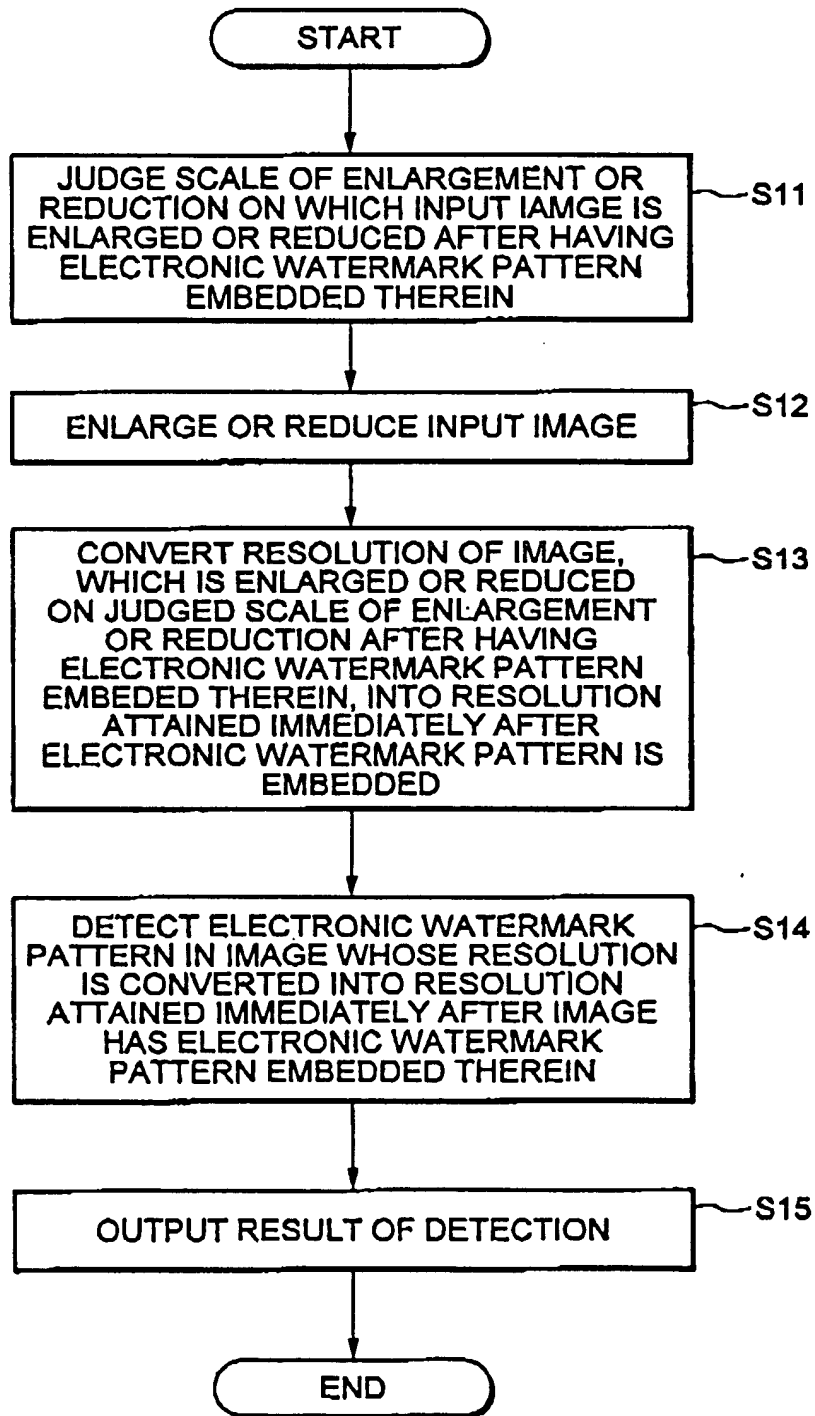 START
JUDGE SCALE OF ENLARGEMENT OR
REDUCTION ON WHICH INPUT IAMGE IS
ENLARGED OR REDUCED AFTER HAVING
ELECTRONIC WATERMARK PATTERN
EMBEDDED THEREIN
S11
ENLARGE OR REDUCE INPUT IMAGE
S12
CONVERT RESOLUTION OF IMAGE,
WHICH IS ENLARGED OR REDUCED
ON JUDGED SCALE OF ENLARGEMENT
OR REDUCTION AFTER HAVING
ELECTRONIC WATERMARK PATTERN
EMBEDED THEREIN, INTO RESOLUTION
ATTAINED IMMEDIATELY AFTER
ELECTRONIC WATERMARK PATTERN IS
EMBEDDED
S13
DETECT ELECTRONIC WATERMARK
PATTERN IN IMAGE WHOSE RESOLUTION
IS CONVERTED INTO RESOLUTION
ATTAINED IMMEDIATELY AFTER IMAGE
HAS ELECTRONIC WATERMARK
PATTERN EMBEDDED THEREIN
S14
OUTPUT RESULT OF DETECTION
S15
END